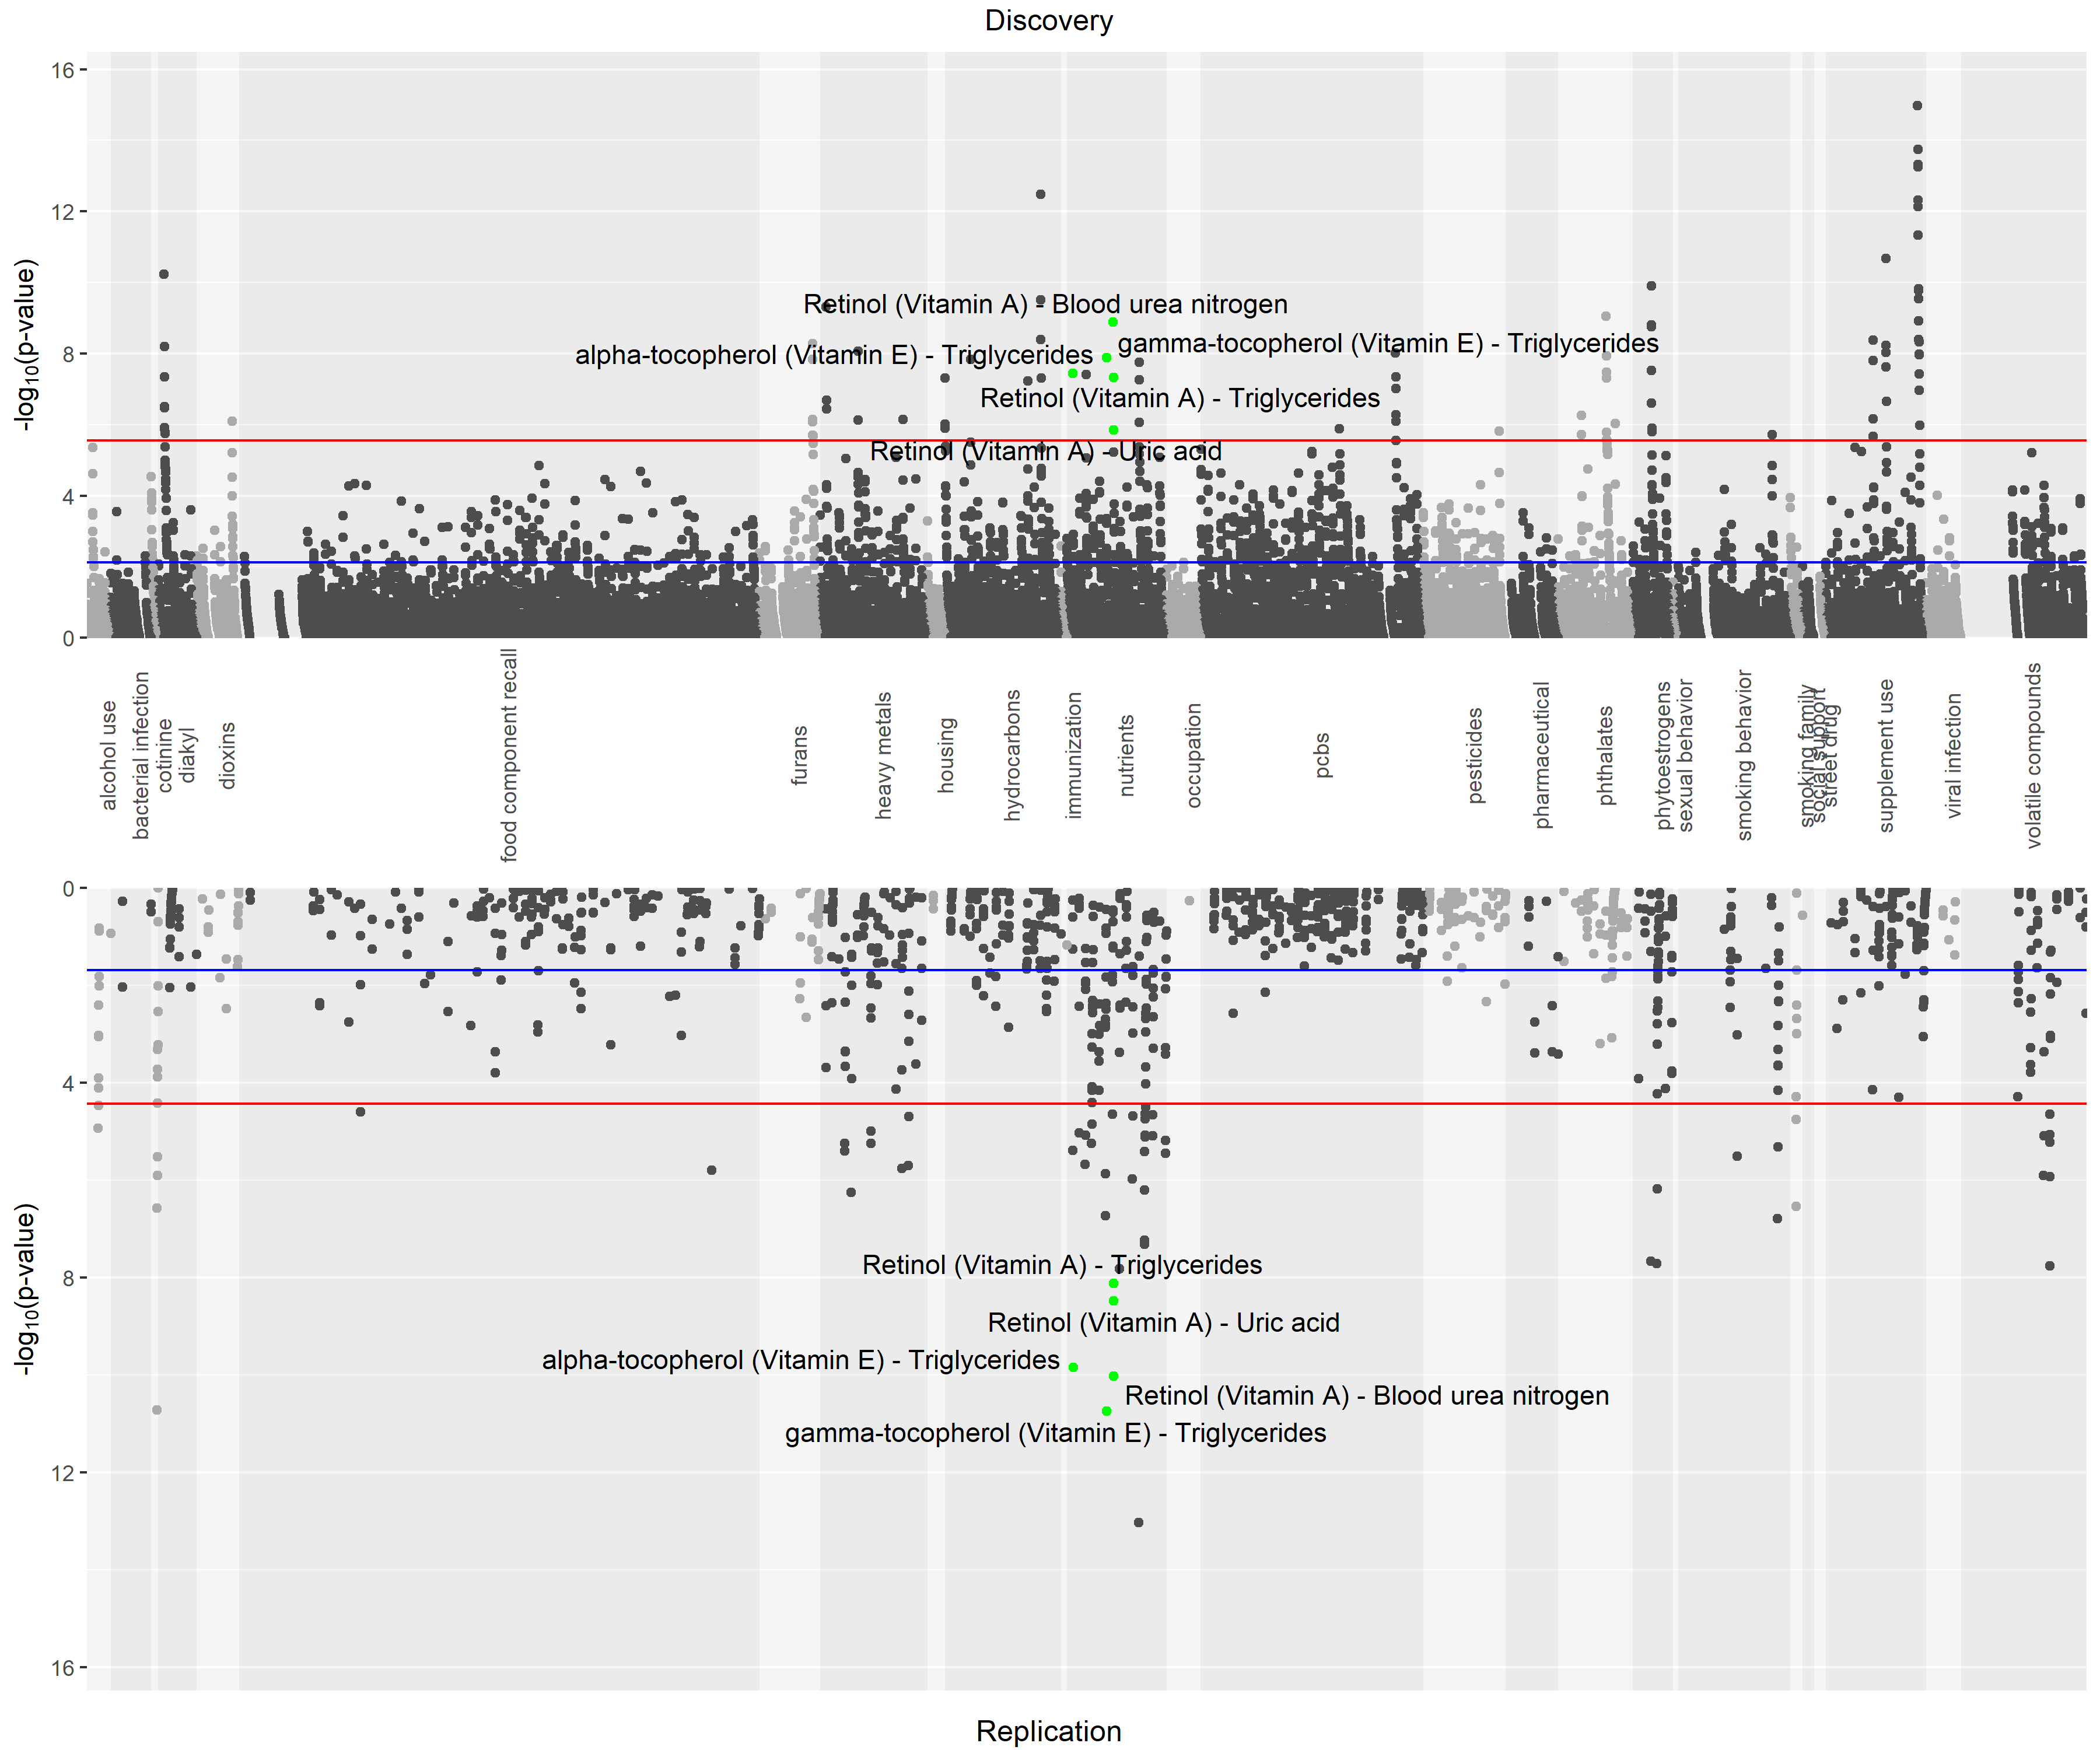 Discovery
16
12
8
4
0
-log10(p-value)
Retinol (Vitamin A) - Blood urea nitrogen
gamma-tocopherol (Vitamin E) - Triglycerides
alpha-tocopherol (Vitamin E) - Triglycerides
Retinol (Vitamin A) - Triglycerides
Retinol (Vitamin A) - Uric acid
alcohol use
bacterial infection
cotinine
diakyl
dioxins
food component recall
furans
heavy metals
housing
hydrocarbons
immunization
nutrients
occupation
pcbs
pesticides
pharmaceutical
phthalates
phytoestrogens
sexual behavior
smoking behavior
smoking family
social support
street drug
supplement use
viral infection
volatile compounds
0
4
8
12
16
-log10(p-value)
Retinol (Vitamin A) - Triglycerides
Retinol (Vitamin A) - Uric acid
alpha-tocopherol (Vitamin E) - Triglycerides
Retinol (Vitamin A) - Blood urea nitrogen
gamma-tocopherol (Vitamin E) - Triglycerides
Replication